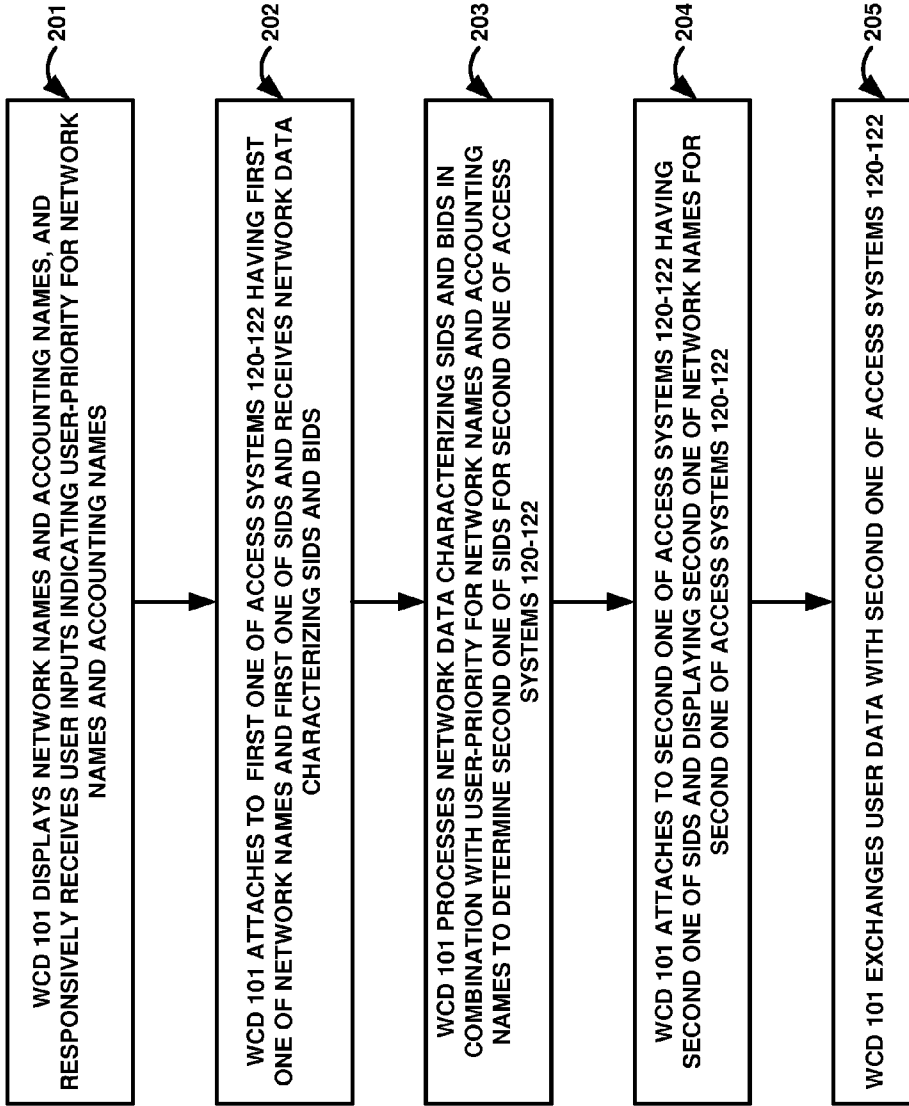 WCD 101 DISPLAYS NETWORK NAMES AND ACCOUNTING NAMES, AND
RESPONSIVELY RECEIVES USER INPUTS INDICATING USER-PRIORITY FOR NETWORK
NAMES AND ACCOUNTING NAMES
201
WCD 101 ATTACHES TO FIRST ONE OF ACCESS SYSTEMS 120-122 HAVING FIRST
ONE OF NETWORK NAMES AND FIRST ONE OF SIDS AND RECEIVES NETWORK DATA
CHARACTERIZING SIDS AND BIDS
202
WCD 101 PROCESSES NETWORK DATA CHARACTERIZING SIDS AND BIDS IN
COMBINATION WITH USER-PRIORITY FOR NETWORK NAMES AND ACCOUNTING
NAMES TO DETERMINE SECOND ONE OF SIDS FOR SECOND ONE OF ACCESS
SYSTEMS 120-122
203
WCD 101 ATTACHES TO SECOND ONE OF ACCESS SYSTEMS 120-122 HAVING
SECOND ONE OF SIDS AND DISPLAYING SECOND ONE OF NETWORK NAMES FOR
SECOND ONE OF ACCESS SYSTEMS 120-122
204
WCD 101 EXCHANGES USER DATA WITH SECOND ONE OF ACCESS SYSTEMS 120-122
205